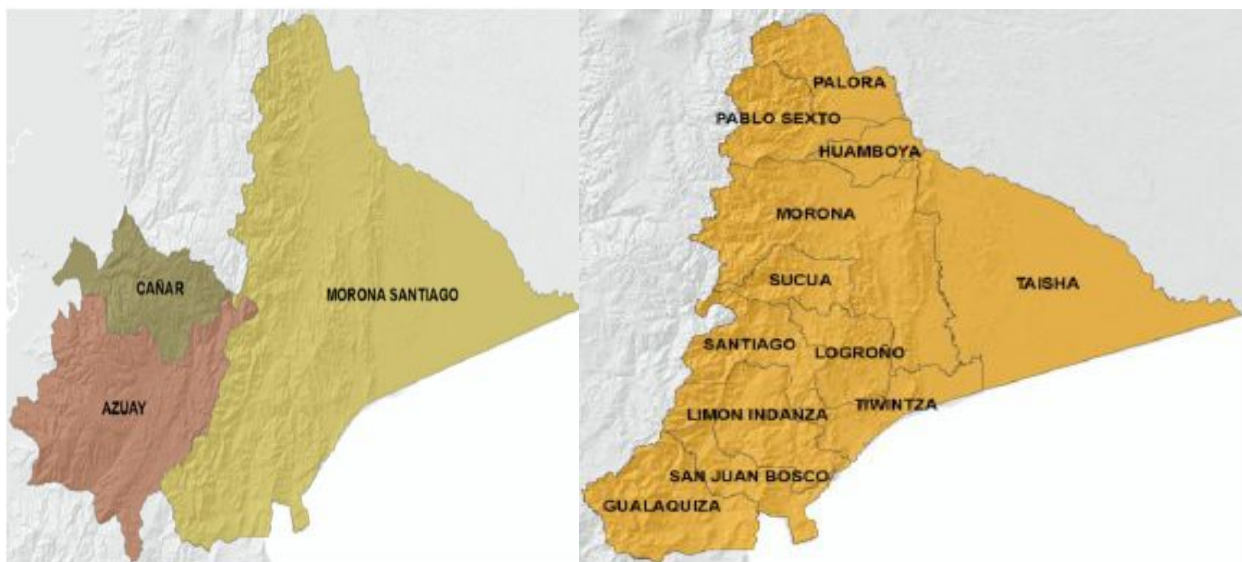 CAÑAR
MORONA SANTIAGO
AZUAY
PALORA
PABLO SEXTO
HUAMBOYA
MORONA
SUCUA
TAISHA
SANTIAGO
LOGROÑO
LIMON INDANZA
TIWINTZA
SAN JUAN BOSCO
GUALAQUIZA